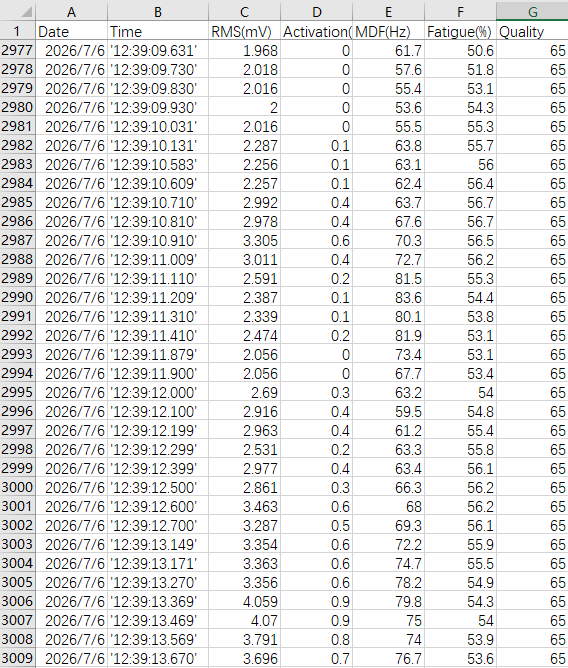 A B C D E F G
1 Date Time RMS(mV) Activation( MDF(Hz) Fatigue(%) Quality
2977 2026/7/6 '12:39:09.631' 1.968 0 61.7 50.6 65
2978 2026/7/6 '12:39:09.730' 2.018 0 57.6 51.8 65
2979 2026/7/6 '12:39:09.830' 2.016 0 55.4 53.1 65
2980 2026/7/6 '12:39:09.930' 2 0 53.6 54.3 65
2981 2026/7/6 '12:39:10.031' 2.016 0 55.5 55.3 65
2982 2026/7/6 '12:39:10.131' 2.287 0.1 63.8 55.7 65
2983 2026/7/6 '12:39:10.583' 2.256 0.1 63.1 56 65
2984 2026/7/6 '12:39:10.609' 2.257 0.1 62.4 56.4 65
2985 2026/7/6 '12:39:10.710' 2.992 0.4 63.7 56.7 65
2986 2026/7/6 '12:39:10.810' 2.978 0.4 67.6 56.7 65
2987 2026/7/6 '12:39:10.910' 3.305 0.6 70.3 56.5 65
2988 2026/7/6 '12:39:11.009' 3.011 0.4 72.7 56.2 65
2989 2026/7/6 '12:39:11.110' 2.591 0.2 81.5 55.3 65
2990 2026/7/6 '12:39:11.209' 2.387 0.1 83.6 54.4 65
2991 2026/7/6 '12:39:11.310' 2.339 0.1 80.1 53.8 65
2992 2026/7/6 '12:39:11.410' 2.474 0.2 81.9 53.1 65
2993 2026/7/6 '12:39:11.879' 2.056 0 73.4 53.1 65
2994 2026/7/6 '12:39:11.900' 2.056 0 67.7 53.4 65
2995 2026/7/6 '12:39:12.000' 2.69 0.3 63.2 54 65
2996 2026/7/6 '12:39:12.100' 2.916 0.4 59.5 54.8 65
2997 2026/7/6 '12:39:12.199' 2.963 0.4 61.2 55.4 65
2998 2026/7/6 '12:39:12.299' 2.531 0.2 63.3 55.8 65
2999 2026/7/6 '12:39:12.399' 2.977 0.4 63.4 56.1 65
3000 2026/7/6 '12:39:12.500' 2.861 0.3 66.3 56.2 65
3001 2026/7/6 '12:39:12.600' 3.463 0.6 68 56.2 65
3002 2026/7/6 '12:39:12.700' 3.287 0.5 69.3 56.1 65
3003 2026/7/6 '12:39:13.149' 3.354 0.6 72.2 55.9 65
3004 2026/7/6 '12:39:13.171' 3.363 0.6 74.7 55.5 65
3005 2026/7/6 '12:39:13.270' 3.356 0.6 78.2 54.9 65
3006 2026/7/6 '12:39:13.369' 4.059 0.9 79.8 54.3 65
3007 2026/7/6 '12:39:13.469' 4.07 0.9 75 54 65
3008 2026/7/6 '12:39:13.569' 3.791 0.8 74 53.9 65
3009 2026/7/6 '12:39:13.670' 3.696 0.7 76.7 53.6 65